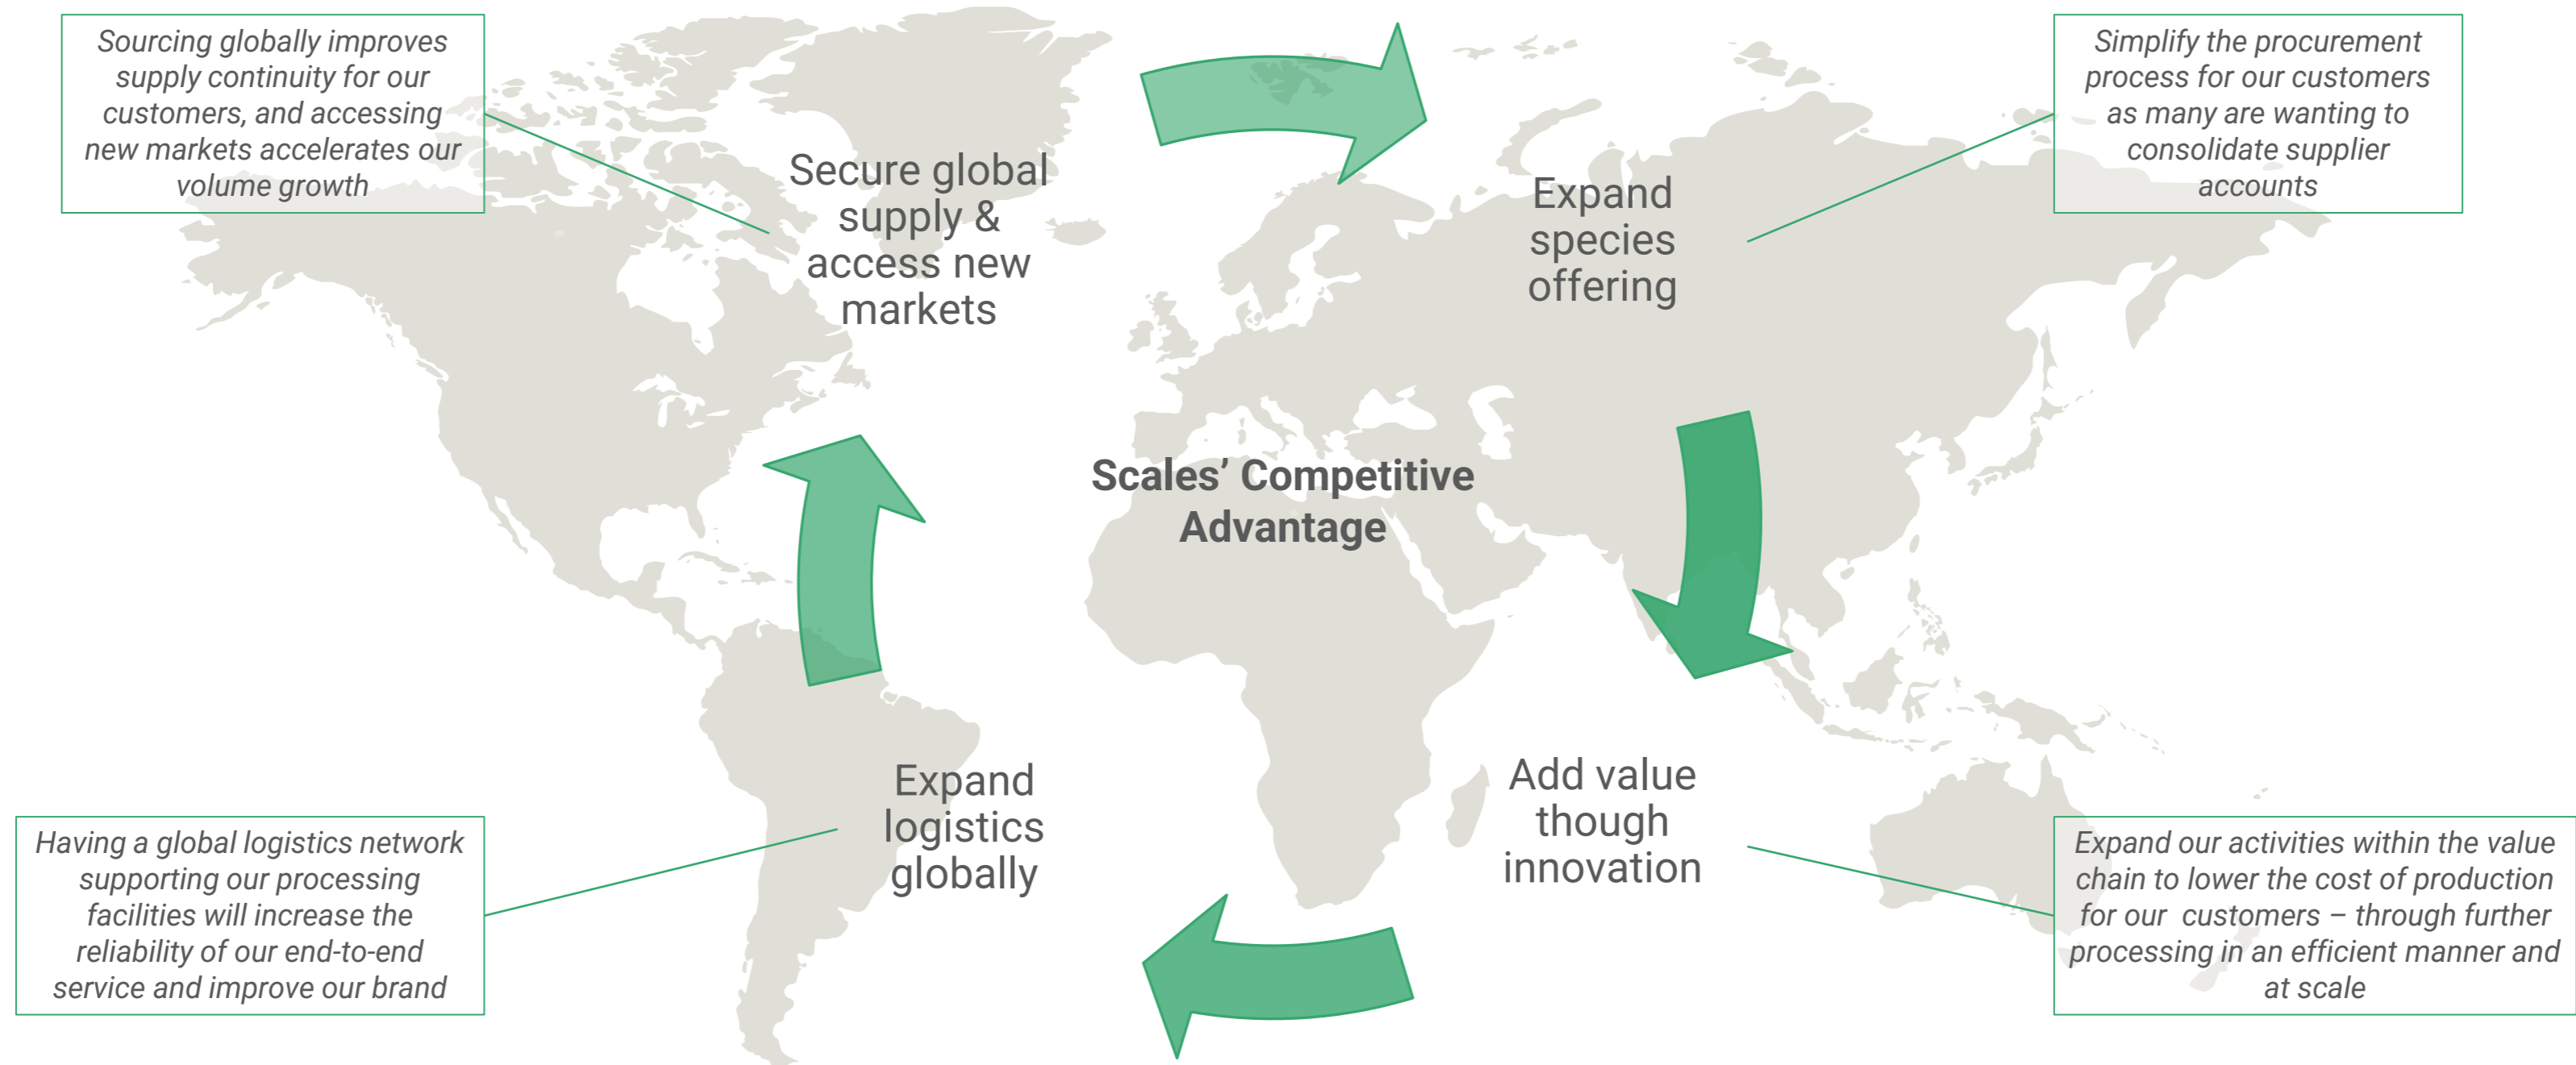 Sourcing globally improves
supply continuity for our
customers, and accessing
new markets accelerates our
volume growth
Secure global
supply &
access new
markets
Expand
species
offering
Simplify the procurement
process for our customers
as many are wanting to
consolidate supplier
accounts
Scales’ Competitive
Advantage
Having a global logistics network
supporting our processing
facilities will increase the
reliability of our end-to-end
service and improve our brand
Expand
logistics
globally
Add value
though
innovation
Expand our activities within the value
chain to lower the cost of production
for our  customers – through further
processing in an efficient manner and
at scale